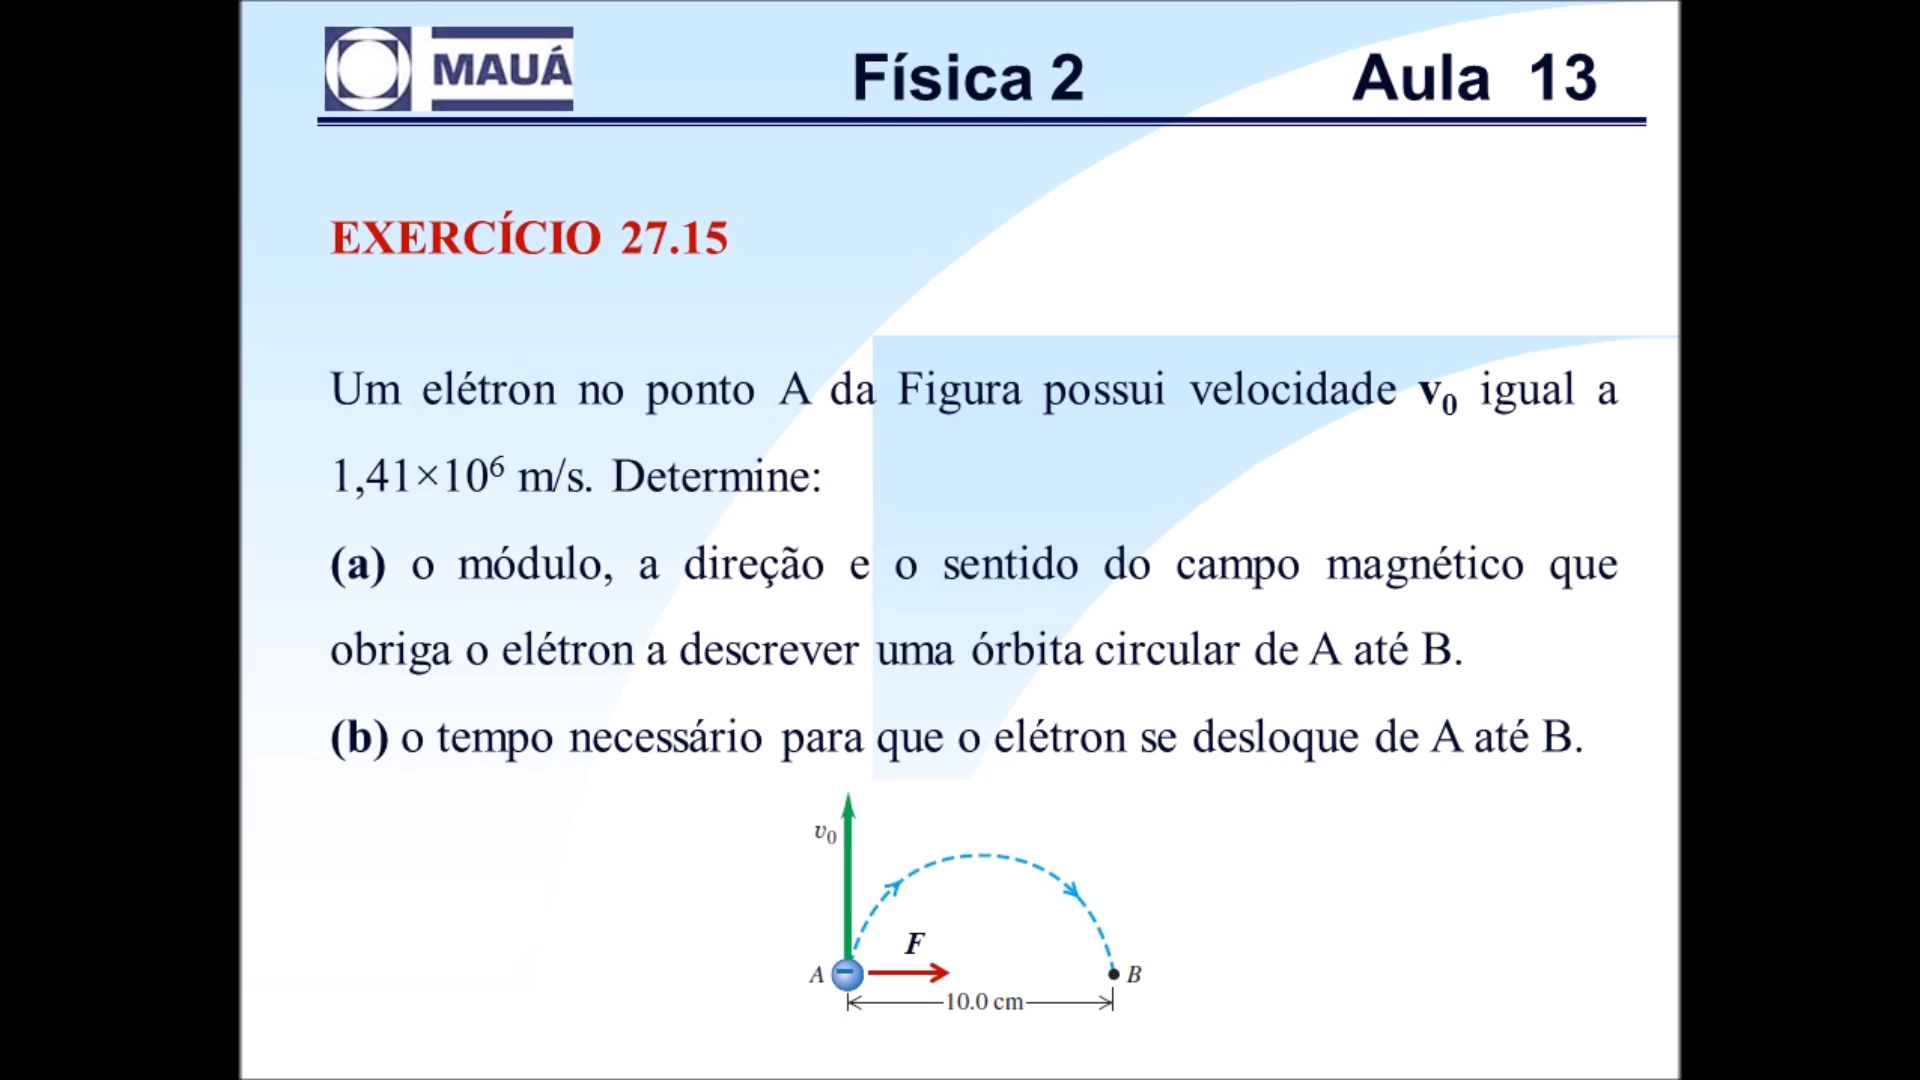 MAUÁ
Física 2
Aula 13
EXERCÍCIO 27.15
Um elétron no ponto A da Figura possui velocidade v₀ igual a
1,41×10⁶ m/s. Determine:
(a) o módulo, a direção e o sentido do campo magnético que
obriga o elétron a descrever uma órbita circular de A até B.
(b) o tempo necessário para que o elétron se desloque de A até B.
v₀
F
A
B
10.0 cm